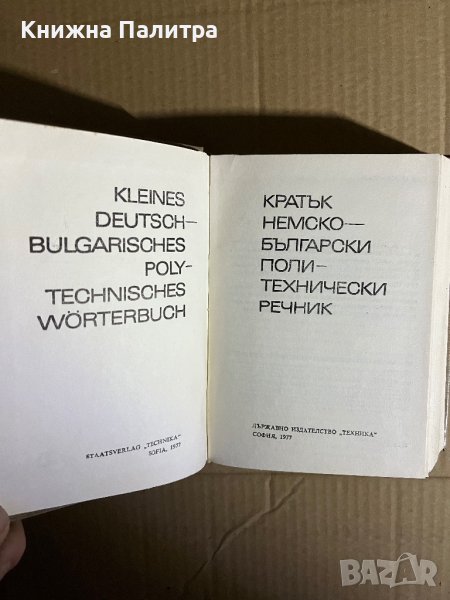 Книжна Палитра
KLEINES
DEUTSCH—
BULGARISCHES
POLY-
TECHNISCHES
WÖRTERBUCH
STAATSVERLAG „TECHNIKA“
SOFIA, 1977
КРАТЪК
НЕМСКО—
БЪЛГАРСКИ
ПОЛИ-
ТЕХНИЧЕСКИ
РЕЧНИК
ДЪРЖАВНО ИЗДАТЕЛСТВО „ТЕХНИКА“
СОФИЯ, 1977
BAZAR